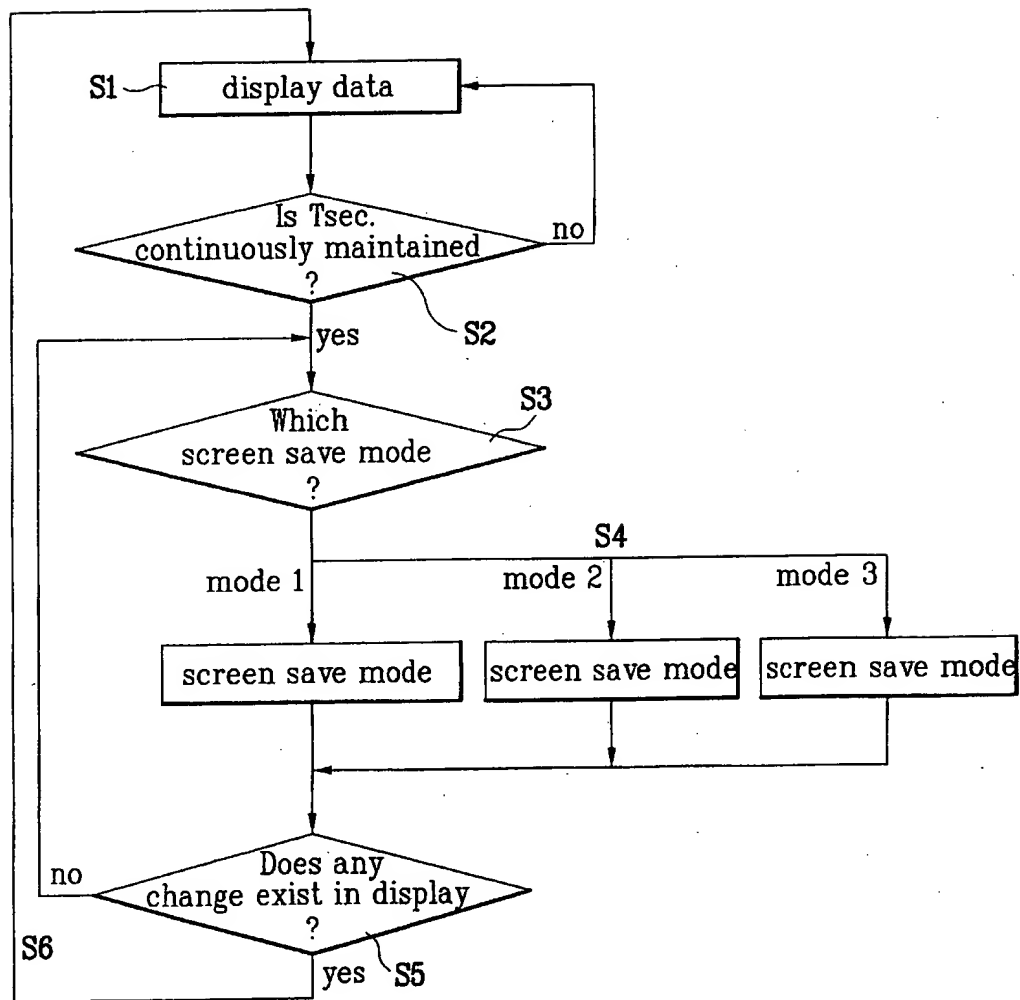 S1
display data
Is Tsec.
continuously maintained
?
no
S2
yes
S3
Which
screen save mode
?
S4
mode 1
mode 2
mode 3
screen save mode
screen save mode
screen save mode
no
Does any
change exist in display
?
S6
yes
S5